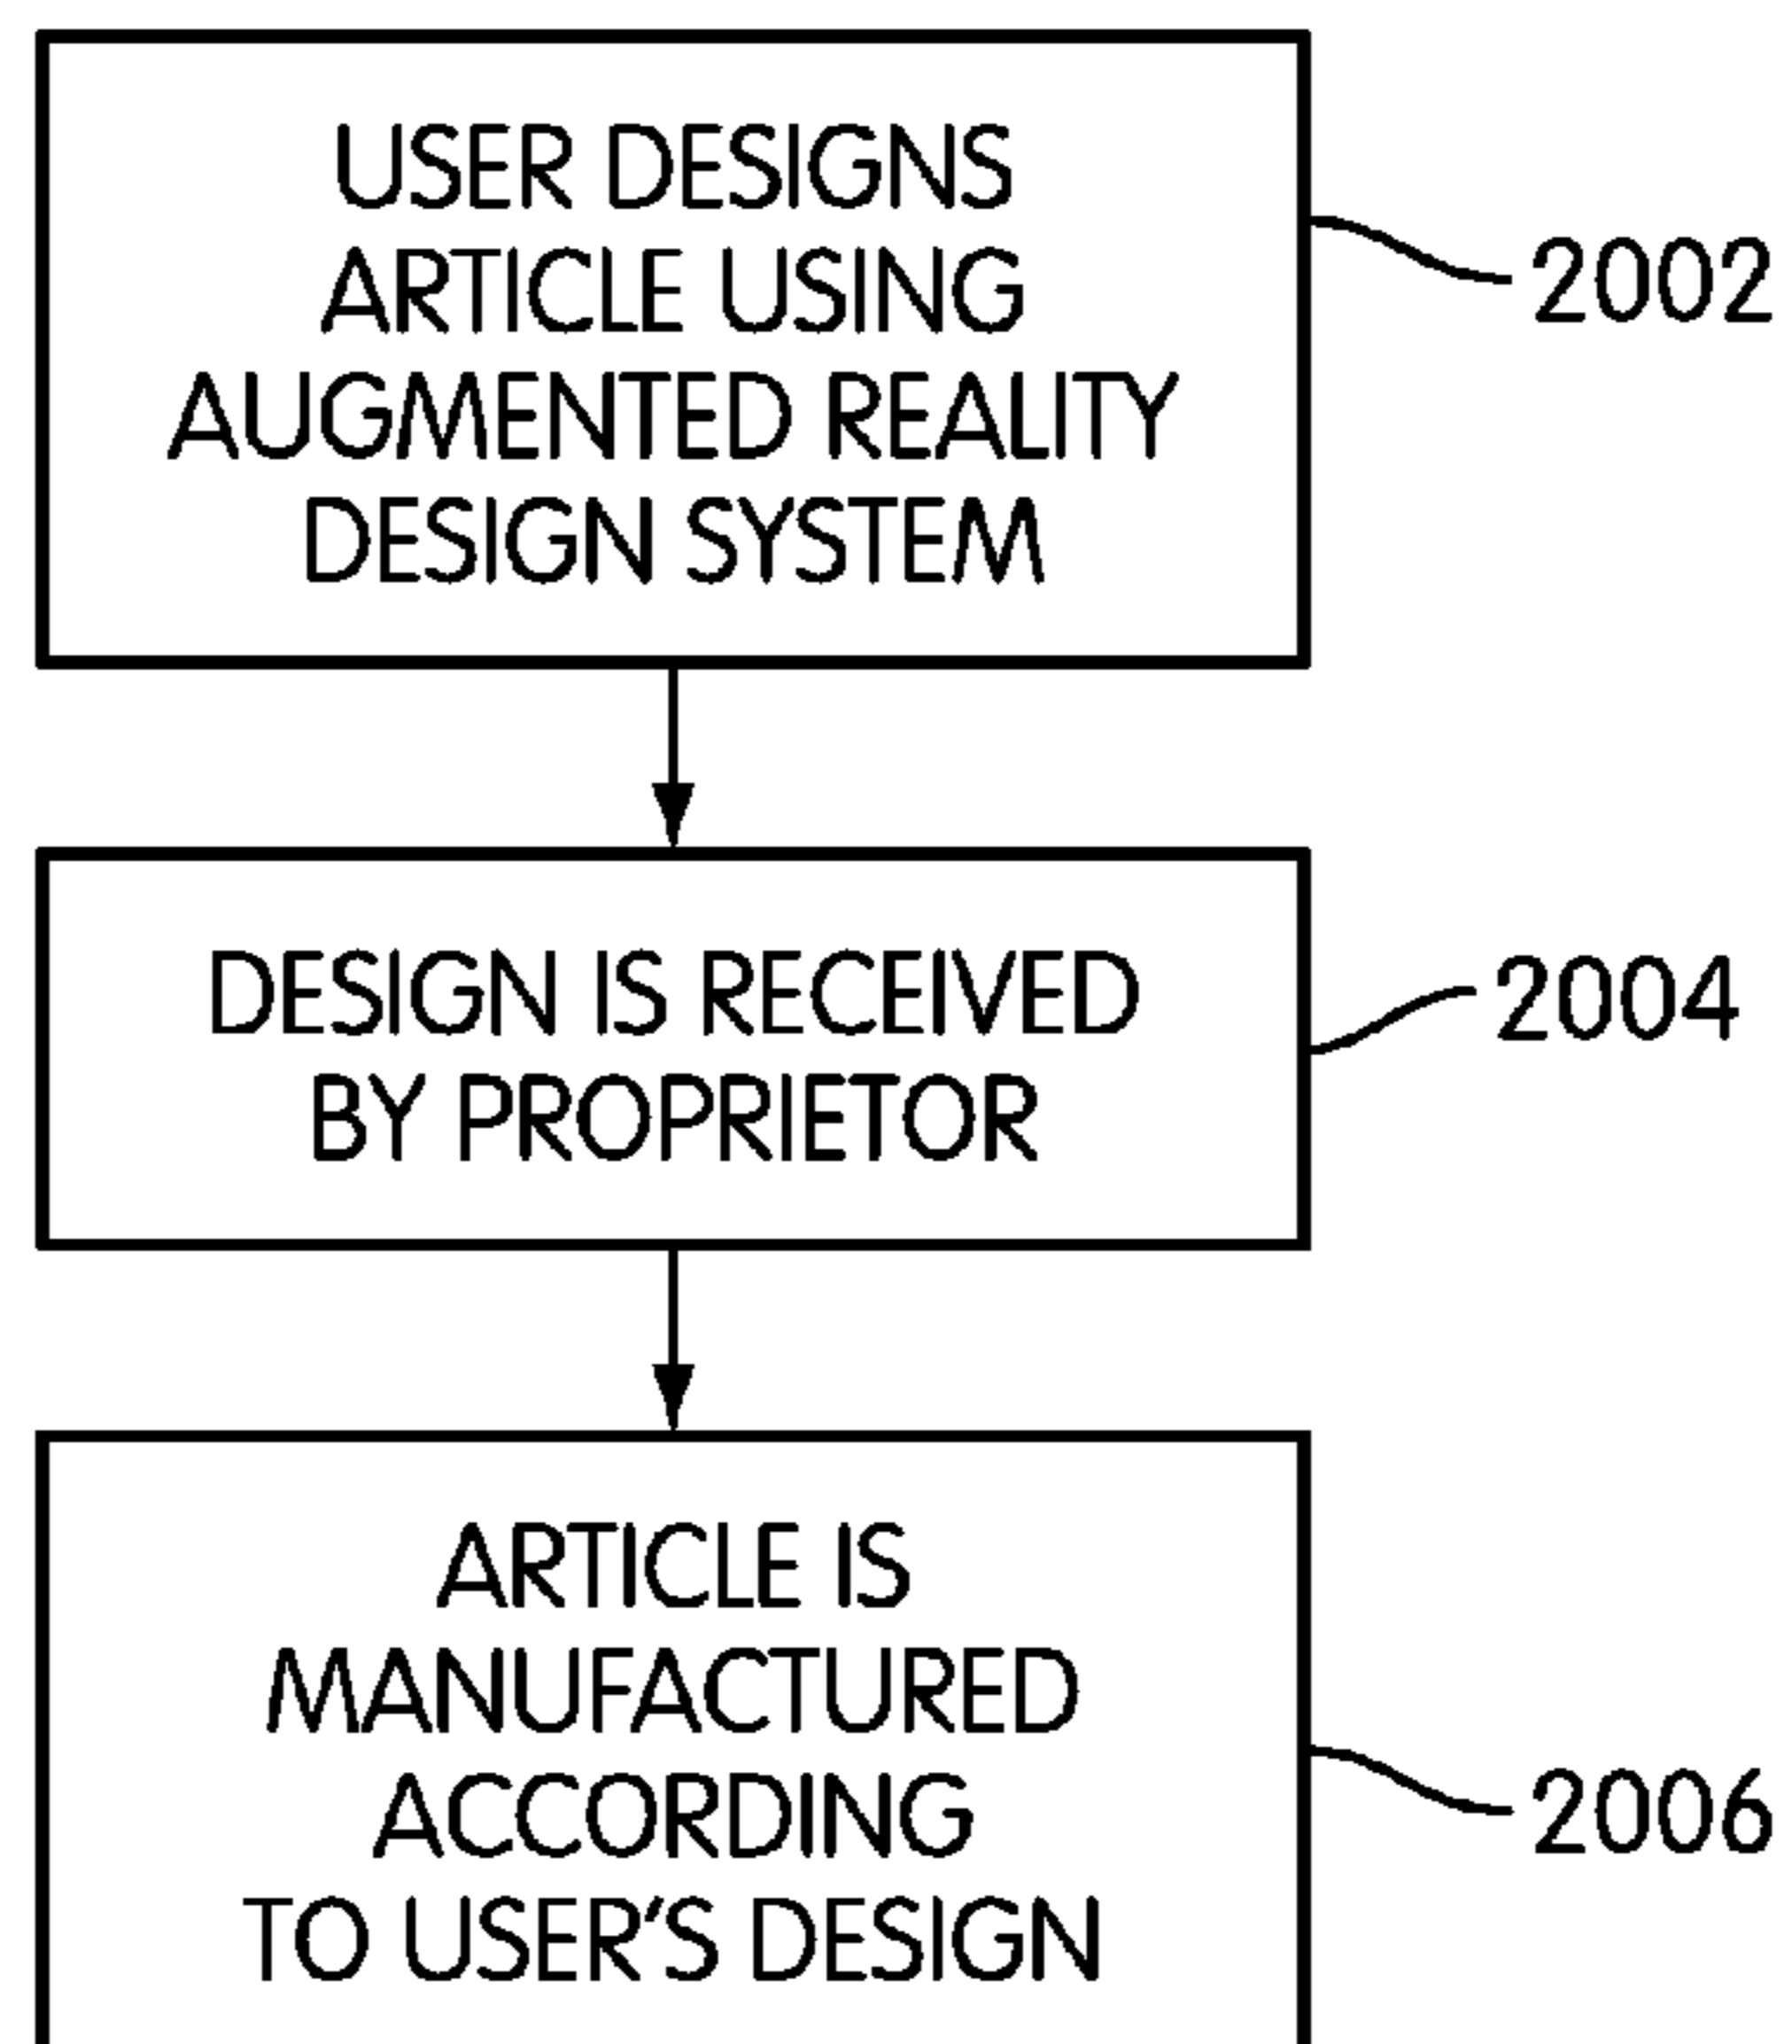 USER DESIGNS
ARTICLE USING
AUGMENTED REALITY
DESIGN SYSTEM
2002
DESIGN IS RECEIVED
BY PROPRIETOR
2004
ARTICLE IS
MANUFACTURED
ACCORDING
TO USER'S DESIGN
2006